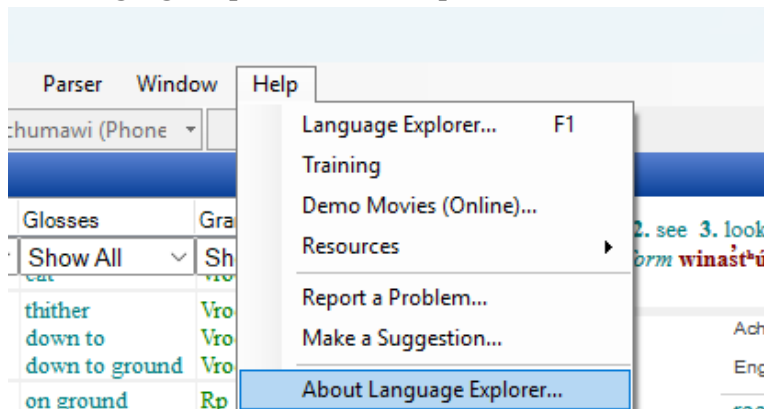 Parser Window Help
chumawi (Phone
Language Explorer... F1
Training
Demo Movies (Online)...
Resources
Report a Problem...
Make a Suggestion...
About Language Explorer...
Glosses Gra
Show All Sh
thither Vro
down to Vro
down to ground Vro
on ground Rp
2. see 3. look
form
Ach
Eng